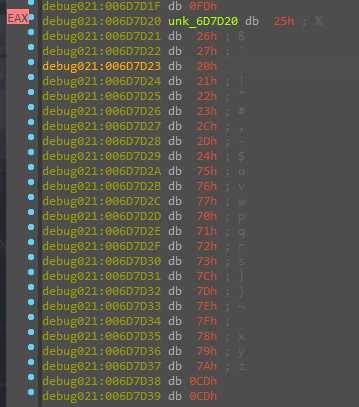 debug021:006D7D1F db 0FDh
EAX debug021:006D7D20 unk_6D7D20 db 25h ; %
debug021:006D7D21 db 26h ; &
debug021:006D7D22 db 27h ; '
debug021:006D7D23 db 20h
debug021:006D7D24 db 21h ; !
debug021:006D7D25 db 22h ; "
debug021:006D7D26 db 23h ; #
debug021:006D7D27 db 2Ch ; ,
debug021:006D7D28 db 2Dh ; -
debug021:006D7D29 db 24h ; $
debug021:006D7D2A db 75h ; u
debug021:006D7D2B db 76h ; v
debug021:006D7D2C db 77h ; w
debug021:006D7D2D db 70h ; p
debug021:006D7D2E db 71h ; q
debug021:006D7D2F db 72h ; r
debug021:006D7D30 db 73h ; s
debug021:006D7D31 db 7Ch ; |
debug021:006D7D32 db 7Dh ; }
debug021:006D7D33 db 7Eh ; ~
debug021:006D7D34 db 7Fh ;
debug021:006D7D35 db 78h ; x
debug021:006D7D36 db 79h ; y
debug021:006D7D37 db 7Ah ; z
debug021:006D7D38 db 0CDh
debug021:006D7D39 db 0CDh